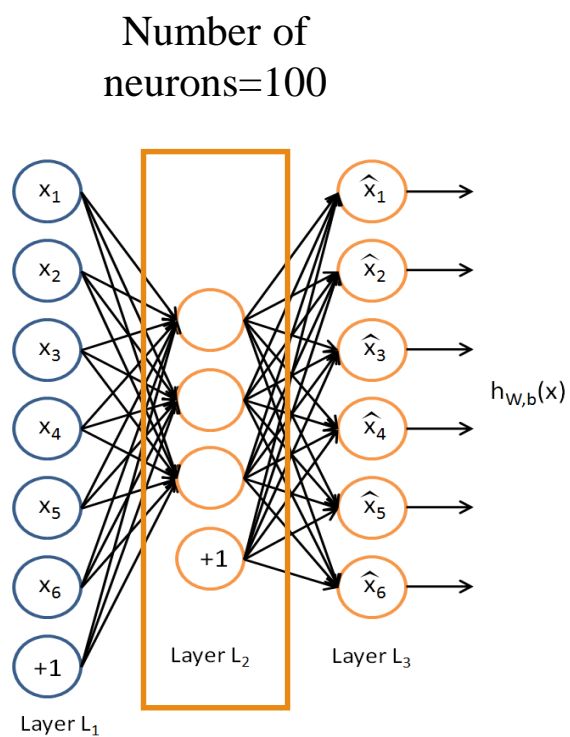 Number of
neurons=100
x₁
x₂
x₃
x₄
x₅
x₆
+1
Layer L₁
+1
Layer L₂
x̂₁
x̂₂
x̂₃
x̂₄
x̂₅
x̂₆
Layer L₃
h_W,b(x)